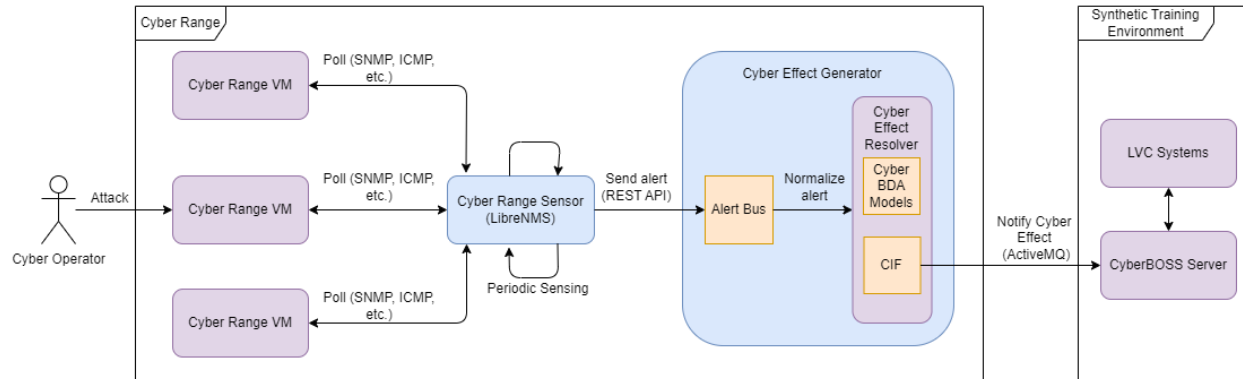 Cyber Range
Synthetic Training
Environment
Poll (SNMP, ICMP,
etc.)
Cyber Range VM
Cyber Effect Generator
Cyber
Effect
Resolver
Cyber
BDA
Models
LVC Systems
Attack
Cyber Range VM
Poll (SNMP, ICMP,
etc.)
Cyber Range Sensor
(LibreNMS)
Send alert
(REST API)
Alert Bus
Normalize
alert
Cyber Operator
CIF
Notify Cyber
Effect
(ActiveMQ)
CyberBOSS Server
Periodic Sensing
Poll (SNMP, ICMP,
etc.)
Cyber Range VM